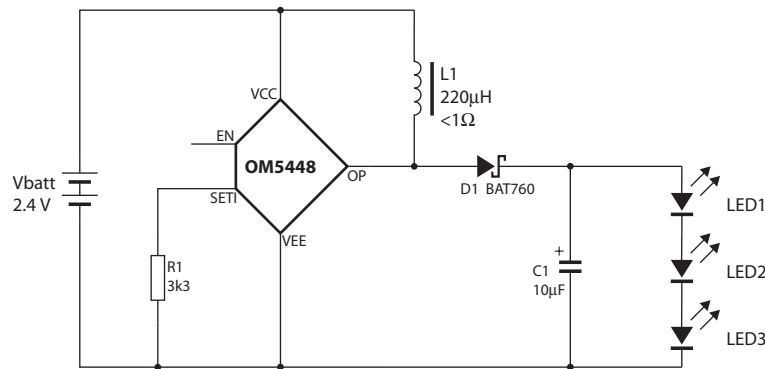 VCC
L1
220µH
<1Ω
EN
OM5448
OP
D1 BAT760
Vbatt
2.4 V
SETI
VEE
R1
3k3
+
C1
10µF
LED1
LED2
LED3